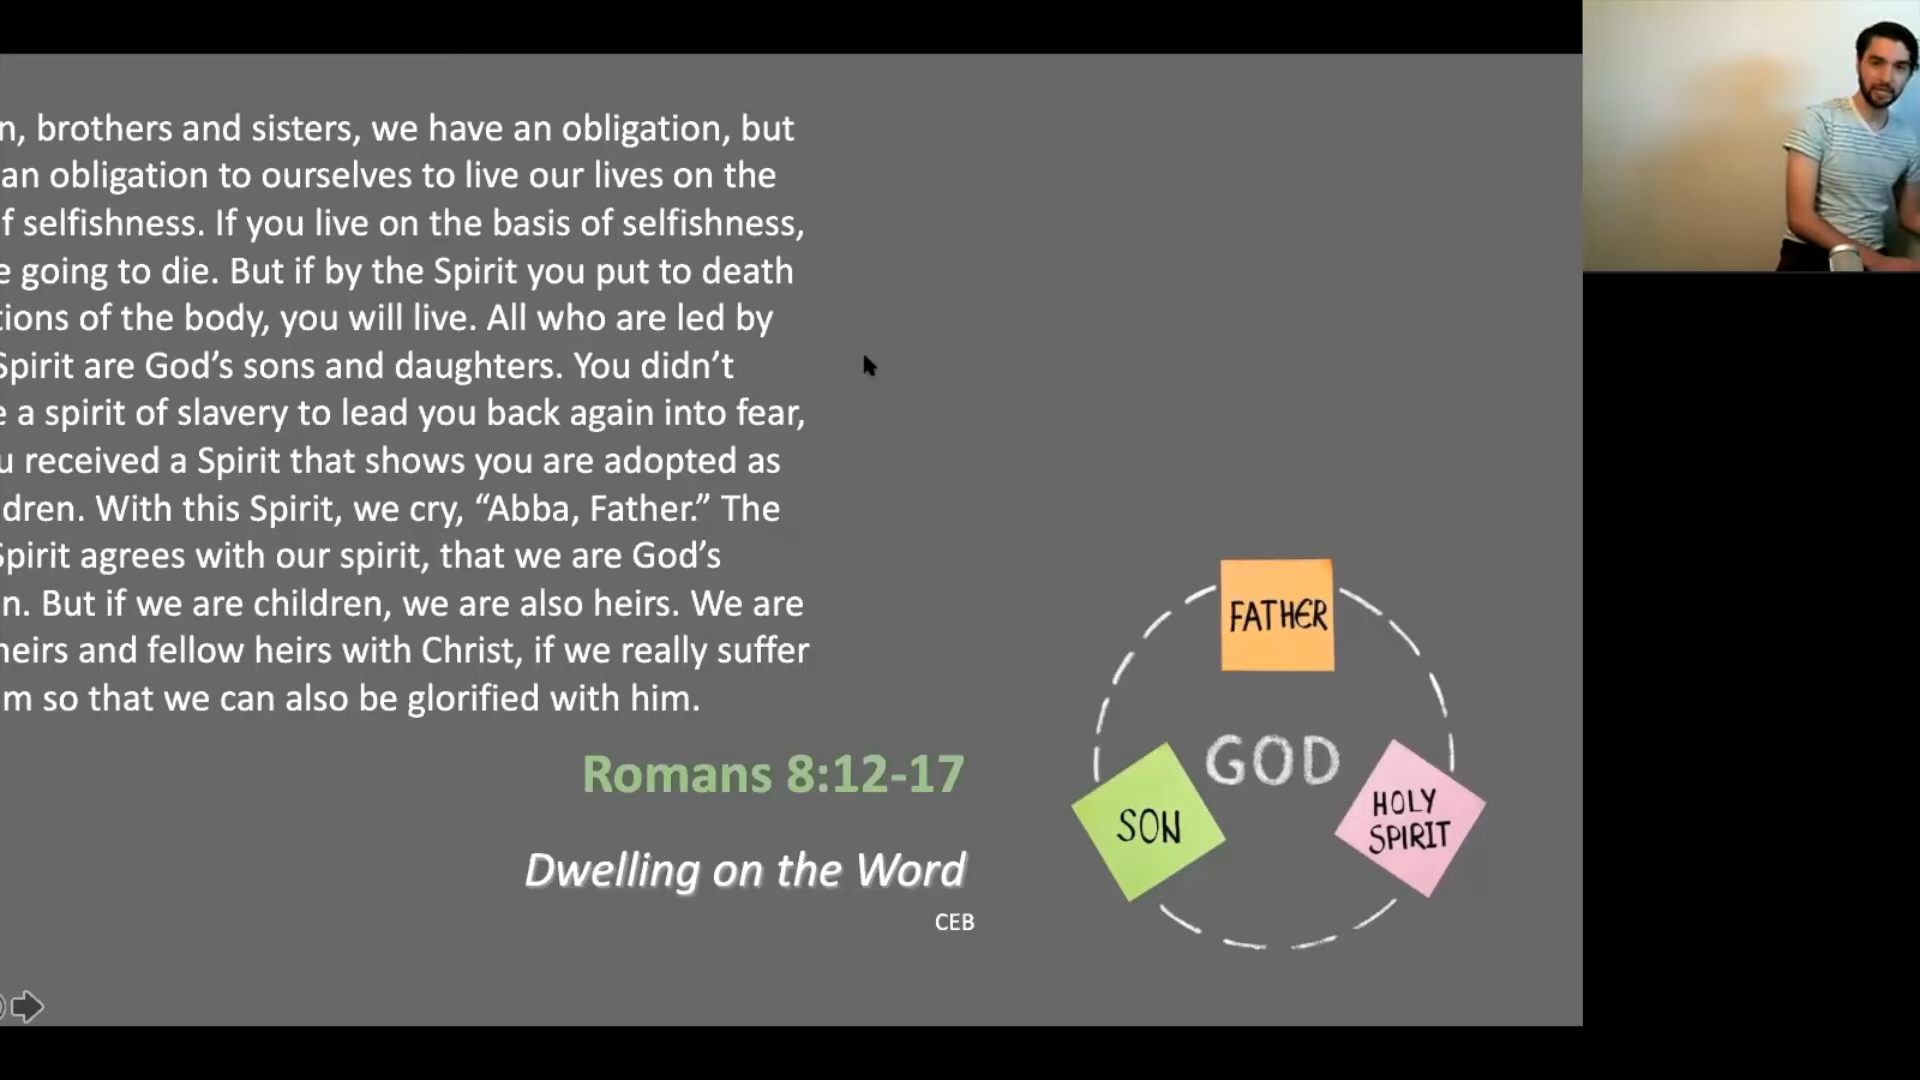 n, brothers and sisters, we have an obligation, but
an obligation to ourselves to live our lives on the
f selfishness. If you live on the basis of selfishness,
e going to die. But if by the Spirit you put to death
tions of the body, you will live. All who are led by
Spirit are God’s sons and daughters. You didn’t
e a spirit of slavery to lead you back again into fear,
u received a Spirit that shows you are adopted as
dren. With this Spirit, we cry, “Abba, Father.” The
Spirit agrees with our spirit, that we are God’s
n. But if we are children, we are also heirs. We are
heirs and fellow heirs with Christ, if we really suffer
m so that we can also be glorified with him.
Romans 8:12-17
Dwelling on the Word
CEB
FATHER
GOD
SON
HOLY
SPIRIT